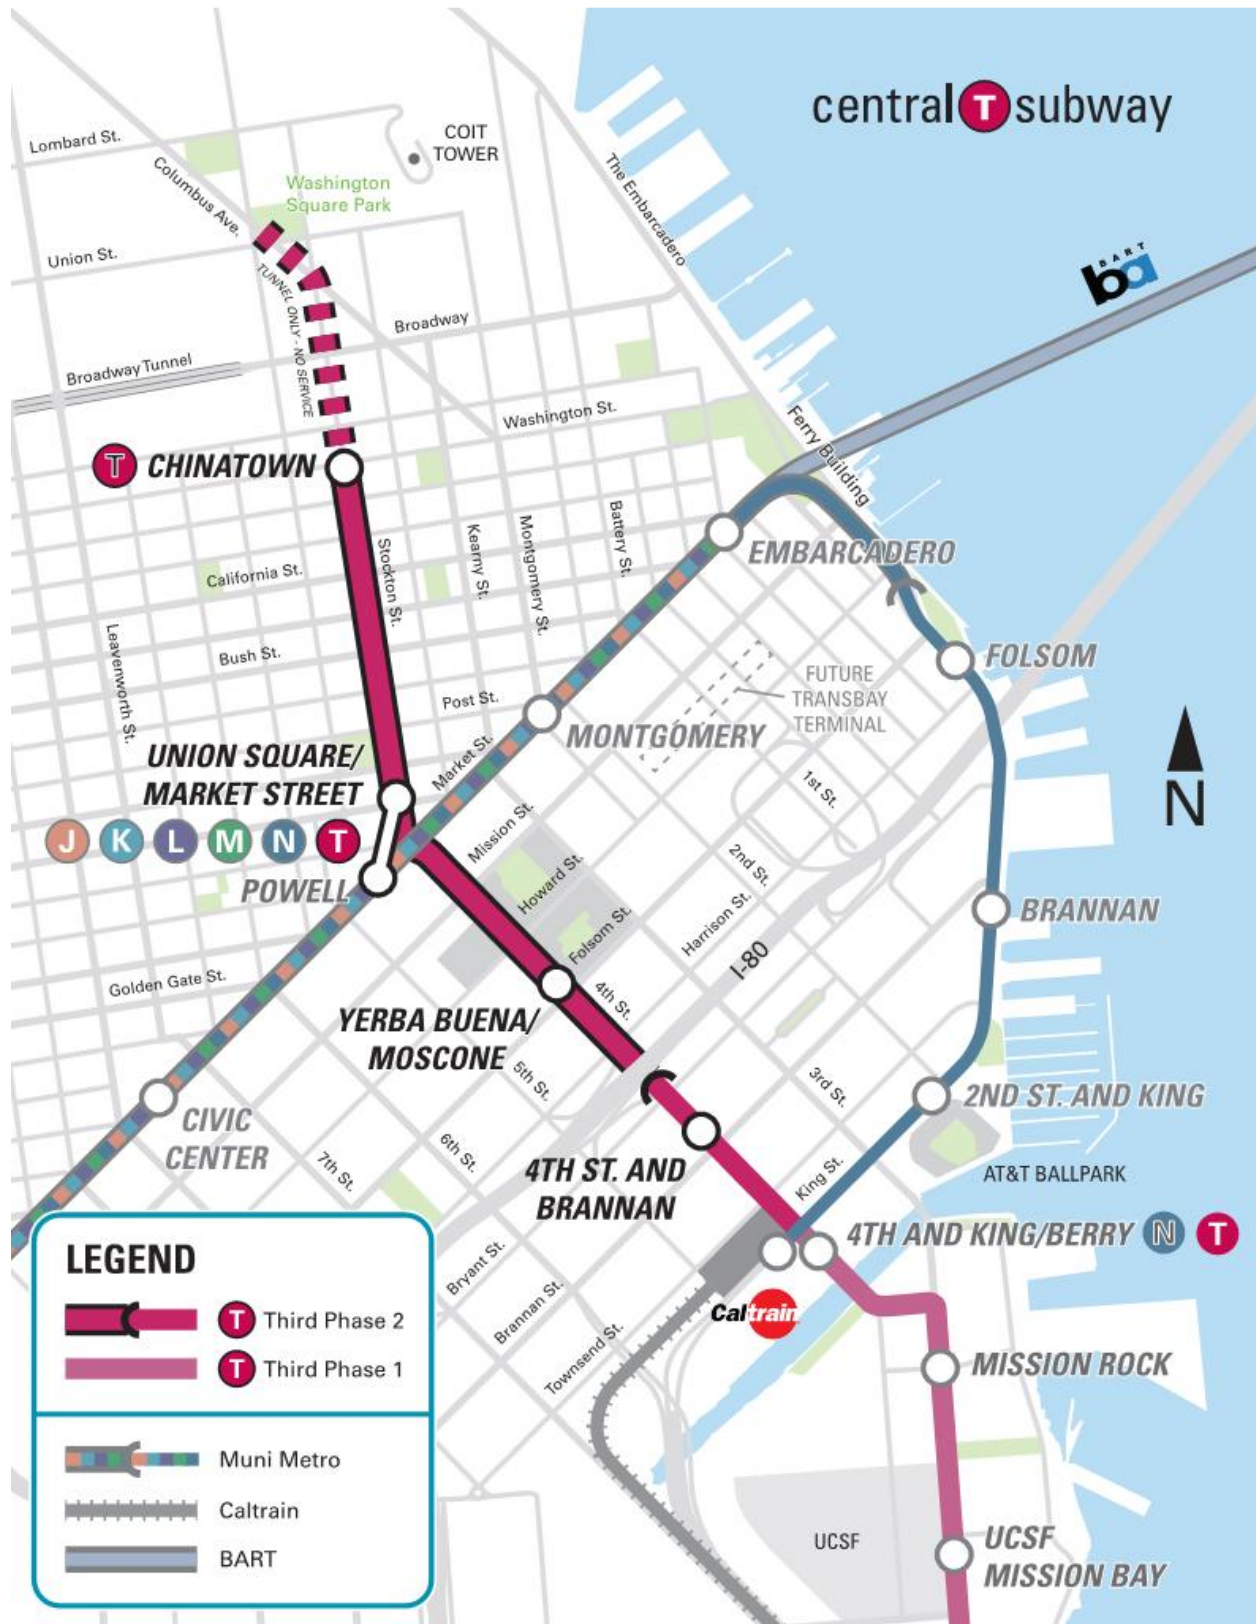 central T subway
Lombard St.
COIT
TOWER
Columbus Ave.
Washington
Square Park
The Embarcadero
Union St.
BART
ba
TUNNEL ONLY - NO SERVICE
Broadway
Broadway Tunnel
Washington St.
Ferry Building
T CHINATOWN
Stockton St.
Kearny St.
Montgomery St.
Battery St.
EMBARCADERO
California St.
Leavenworth St.
Bush St.
FOLSOM
FUTURE
TRANSBAY
TERMINAL
Post St.
MONTGOMERY
Market St.
UNION SQUARE/
MARKET STREET
J K L M N T
POWELL
1st St.
N
Mission St.
Howard St.
Folsom St.
2nd St.
Harrison St.
I-80
BRANNAN
Golden Gate St.
4th St.
YERBA BUENA/
MOSCONE
5th St.
3rd St.
2ND ST. AND KING
CIVIC
CENTER
6th St.
7th St.
4TH ST. AND
BRANNAN
King St.
AT&T BALLPARK
4TH AND KING/BERRY N T
Bryant St.
Brannan St.
Townsend St.
Caltrain
MISSION ROCK
UCSF
UCSF
MISSION BAY
LEGEND
T Third Phase 2
T Third Phase 1
Muni Metro
Caltrain
BART